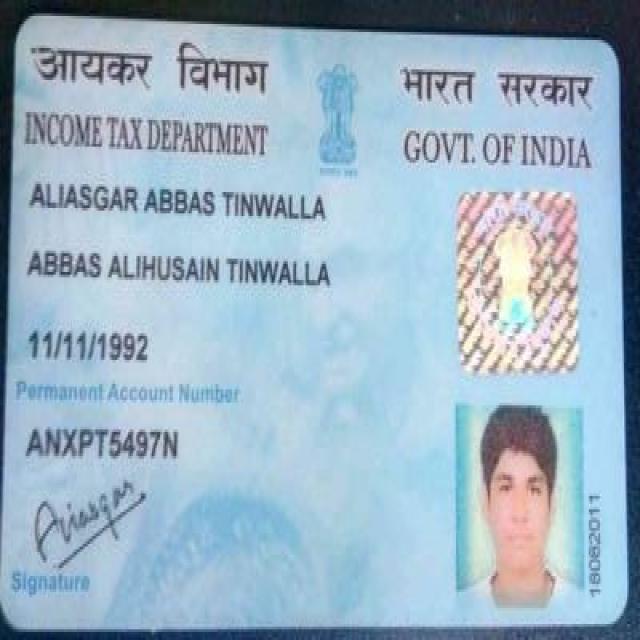 आयकर विभाग
भारत सरकार
INCOME TAX DEPARTMENT
GOVT. OF INDIA
ALIASGAR ABBAS TINWALLA
ABBAS ALIHUSAIN TINWALLA
11/11/1992
Permanent Account Number
ANXPT5497N
Aliasgar
Signature
18082011